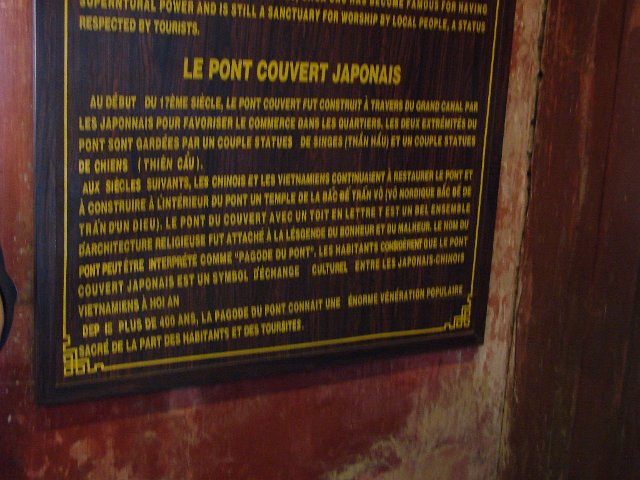 SUPERNTURAL POWER AND IS STILL A SANCTUARY FOR WORSHIP BY LOCAL PEOPLE, A STATUS
RESPECTED BY TOURISTS.
LE PONT COUVERT JAPONAIS
AU DÉBUT DU 17ÈME SIÈCLE, LE PONT COUVERT FUT CONSTRUIT À TRAVERS DU GRAND CANAL PAR
LES JAPONNAIS POUR FAVORISER LE COMMERCE DANS LES QUARTIERS. LES DEUX EXTRÉMITÉS DU
PONT SONT GARDÉES PAR UN COUPLE STATUES DE SINGES (THẦN HẦU) ET UN COUPLE STATUES
DE CHIENS (THIÊN CẨU).
AUX SIÈCLES SUIVANTS, LES CHINOIS ET LES VIETNAMIENS CONTINUAIENT À RESTAURER LE PONT ET
À CONSTRUIRE À L'INTÉRIEUR DU PONT UN TEMPLE DE LA BẮC ĐẾ TRẤN VÕ (VÕ NORDIQUE BẮC ĐẾ DE
TRẤN D'UN DIEU). LE PONT DU COUVERT AVEC UN TOIT EN LETTRE T EST UN BEL ENSEMBLE
D'ARCHITECTURE RELIGIEUSE FUT ATTACHÉ À LA LÉSGENDE DU BONHEUR ET DU MALHEUR. LE NOM DU
PONT PEUT ÉTRE INTERPRÉTÉ COMME "PAGODE DU PONT". LES HABITANTS CONSIDÈRENT QUE LE PONT
COUVERT JAPONAIS EST UN SYMBOL D'ÉCHANGE CULTUREL ENTRE LES JAPONAIS-CHINOIS
VIETNAMIENS À HOI AN
DEP IS PLUS DE 400 ANS, LA PAGODE DU PONT CONNAIT UNE ÉNORME VÉNÉRATION POPULAIRE
SACRÉ DE LA PART DES HABITANTS ET DES TOURSITES.